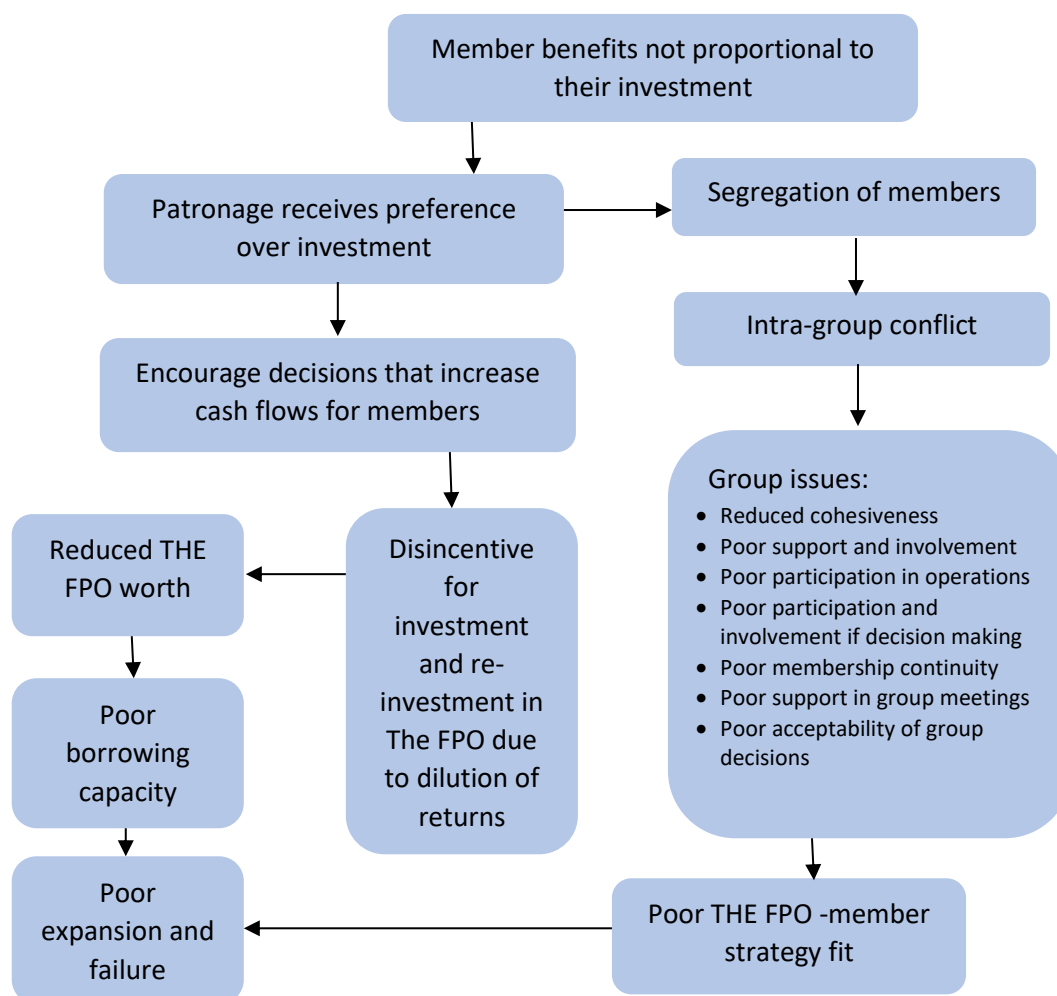 Member benefits not proportional to
their investment
Patronage receives preference
over investment
Segregation of members
Intra-group conflict
Encourage decisions that increase
cash flows for members
Group issues:
• Reduced cohesiveness
• Poor support and involvement
• Poor participation in operations
• Poor participation and
involvement if decision making
• Poor membership continuity
• Poor support in group meetings
• Poor acceptability of group
decisions
Disincentive
for
investment
and re-
investment in
The FPO due
to dilution of
returns
Reduced THE
FPO worth
Poor
borrowing
capacity
Poor
expansion and
failure
Poor THE FPO -member
strategy fit